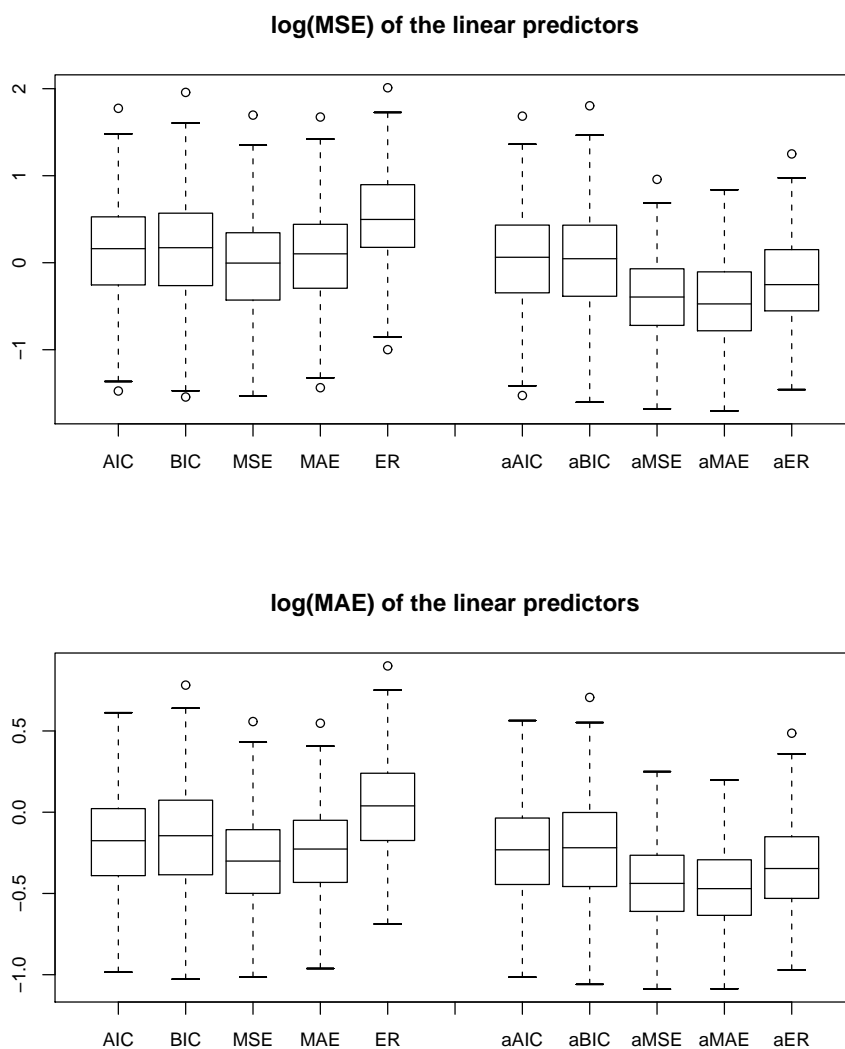 log(MSE) of the linear predictors
2
1
0
−1
AIC BIC MSE MAE ER aAIC aBIC aMSE aMAE aER
log(MAE) of the linear predictors
0.5
0.0
−0.5
−1.0
AIC BIC MSE MAE ER aAIC aBIC aMSE aMAE aER